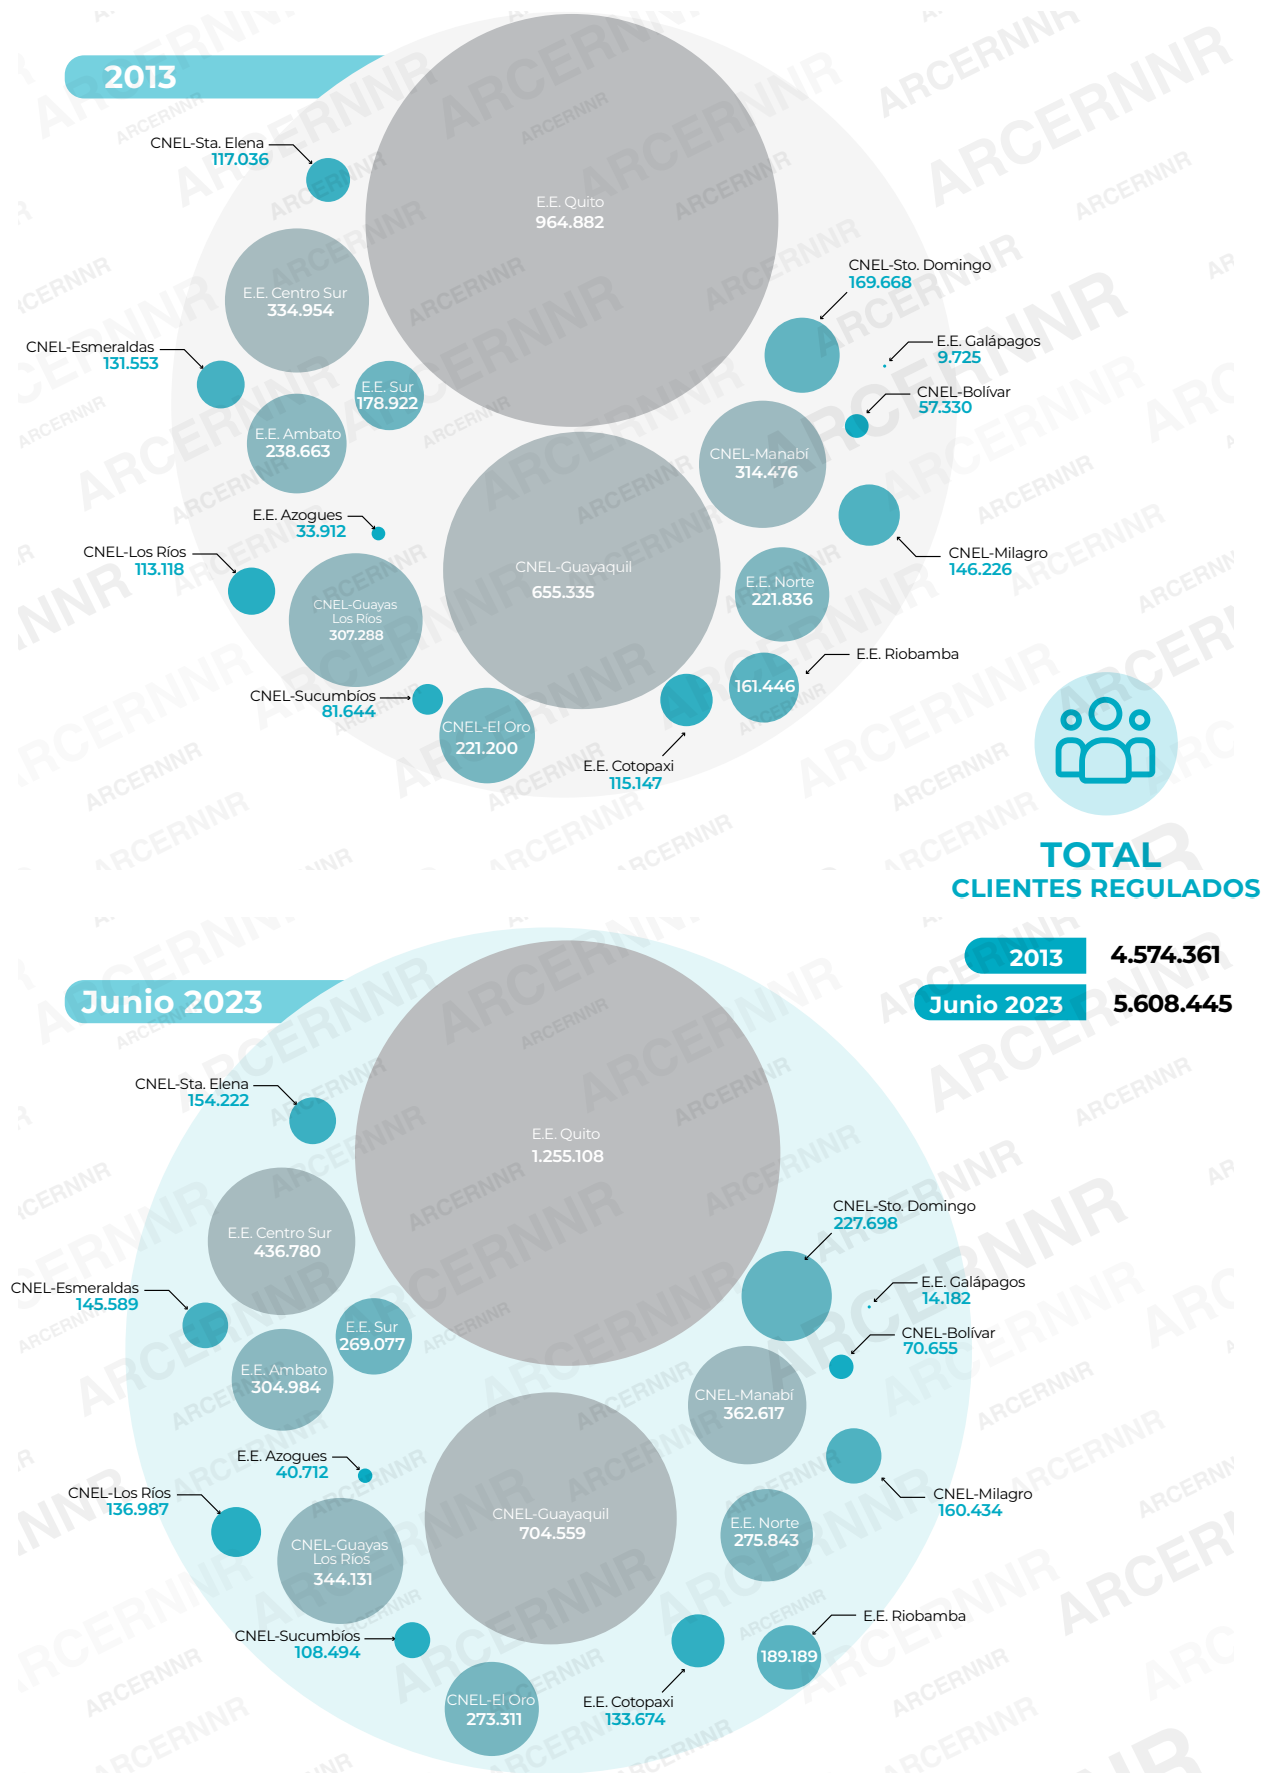 2013
CNEL-Sta. Elena
117.036
E.E. Quito
964.882
CNEL-Sto. Domingo
169.668
E.E. Centro Sur
334.954
E.E. Galápagos
9.725
CNEL-Esmeraldas
131.553
E.E. Sur
178.922
CNEL-Bolívar
57.330
E.E. Ambato
238.663
CNEL-Manabí
314.476
E.E. Azogues
33.912
CNEL-Los Ríos
113.118
CNEL-Milagro
146.226
CNEL-Guayaquil
655.335
E.E. Norte
221.836
CNEL-Guayas
Los Ríos
307.288
E.E. Riobamba
161.446
CNEL-Sucumbíos
81.644
CNEL-El Oro
221.200
E.E. Cotopaxi
115.147
TOTAL
CLIENTES REGULADOS
2013 4.574.361
Junio 2023 5.608.445
Junio 2023
CNEL-Sta. Elena
154.222
E.E. Quito
1.255.108
CNEL-Sto. Domingo
227.698
E.E. Centro Sur
436.780
E.E. Galápagos
14.182
CNEL-Esmeraldas
145.589
E.E. Sur
269.077
CNEL-Bolívar
70.655
E.E. Ambato
304.984
CNEL-Manabí
362.617
E.E. Azogues
40.712
CNEL-Los Ríos
136.987
CNEL-Milagro
160.434
CNEL-Guayaquil
704.559
E.E. Norte
275.843
CNEL-Guayas
Los Ríos
344.131
E.E. Riobamba
189.189
CNEL-Sucumbíos
108.494
CNEL-El Oro
273.311
E.E. Cotopaxi
133.674
ARCERNNR